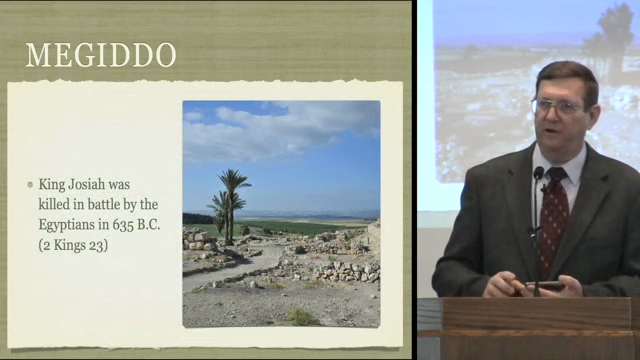 MEGIDDO
King Josiah was
killed in battle by the
Egyptians in 635 B.C.
(2 Kings 23)